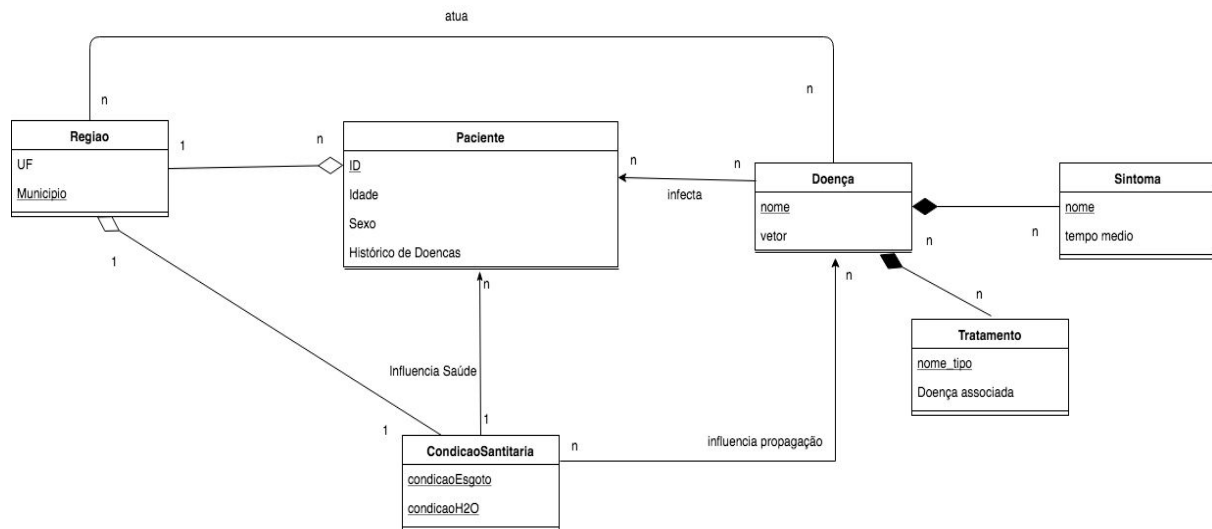 atua
n
n
Regiao
UF
Municipio
1
n
Paciente
ID
Idade
Sexo
Histórico de Doencas
n
n
infecta
Doença
nome
vetor
n
n
Sintoma
nome
tempo medio
1
n
n
n
Tratamento
nome_tipo
Doença associada
Influencia Saúde
1
1
n
influencia propagação
CondicaoSantitaria
condicaoEsgoto
condicaoH2O